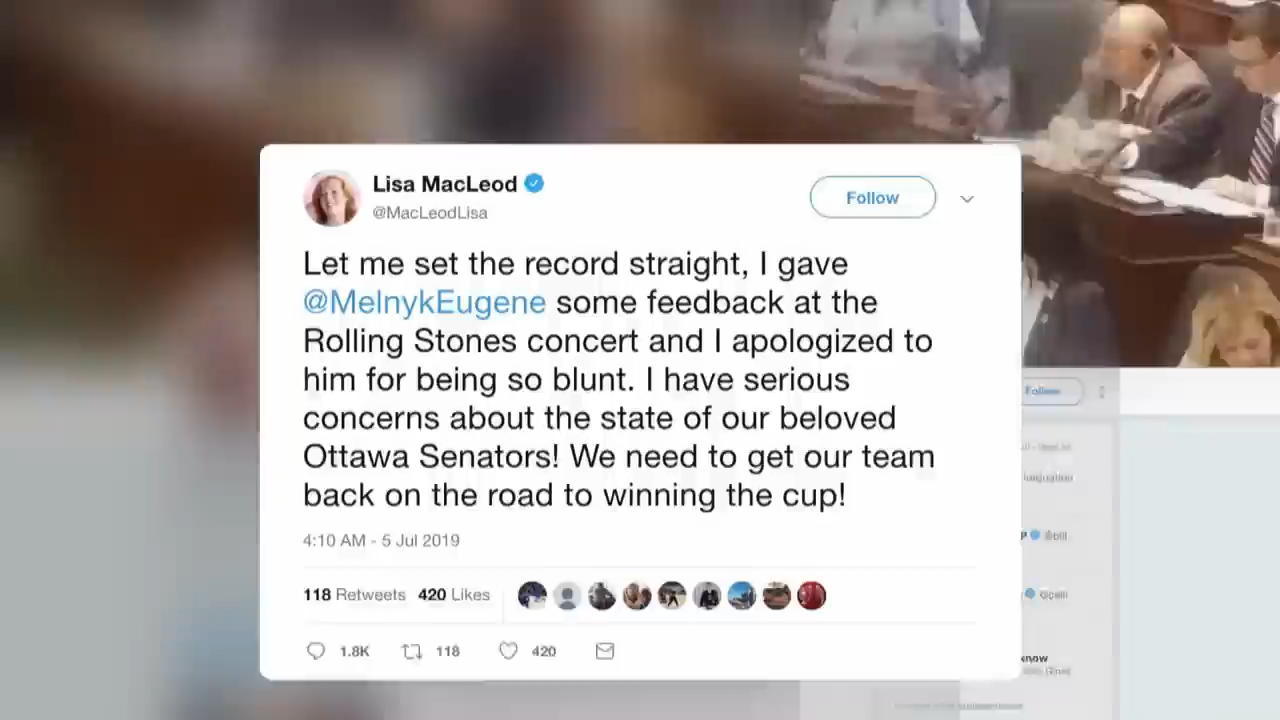 Lisa MacLeod
@MacLeodLisa
Follow
Let me set the record straight, I gave
@MelnykEugene some feedback at the
Rolling Stones concert and I apologized to
him for being so blunt. I have serious
concerns about the state of our beloved
Ottawa Senators! We need to get our team
back on the road to winning the cup!
4:10 AM - 5 Jul 2019
118 Retweets 420 Likes
1.8K 118 420
Follow
know